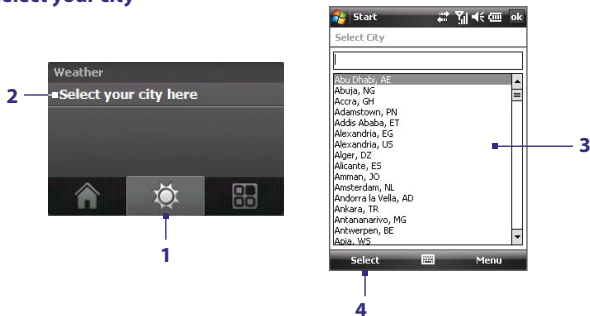 Select your city
Weather
2
Select your city here
1
Start
ok
Select City
Abu Dhabi, AE
Abuja, NG
Accra, GH
Adamstown, PN
Addis Ababa, ET
Alexandria, EG
Alexandria, US
Alger, DZ
Alicante, ES
Amman, JO
Amsterdam, NL
Andorra la Vella, AD
Ankara, TR
Antananarivo, MG
Antwerpen, BE
Apia, WS
3
Select
Menu
4